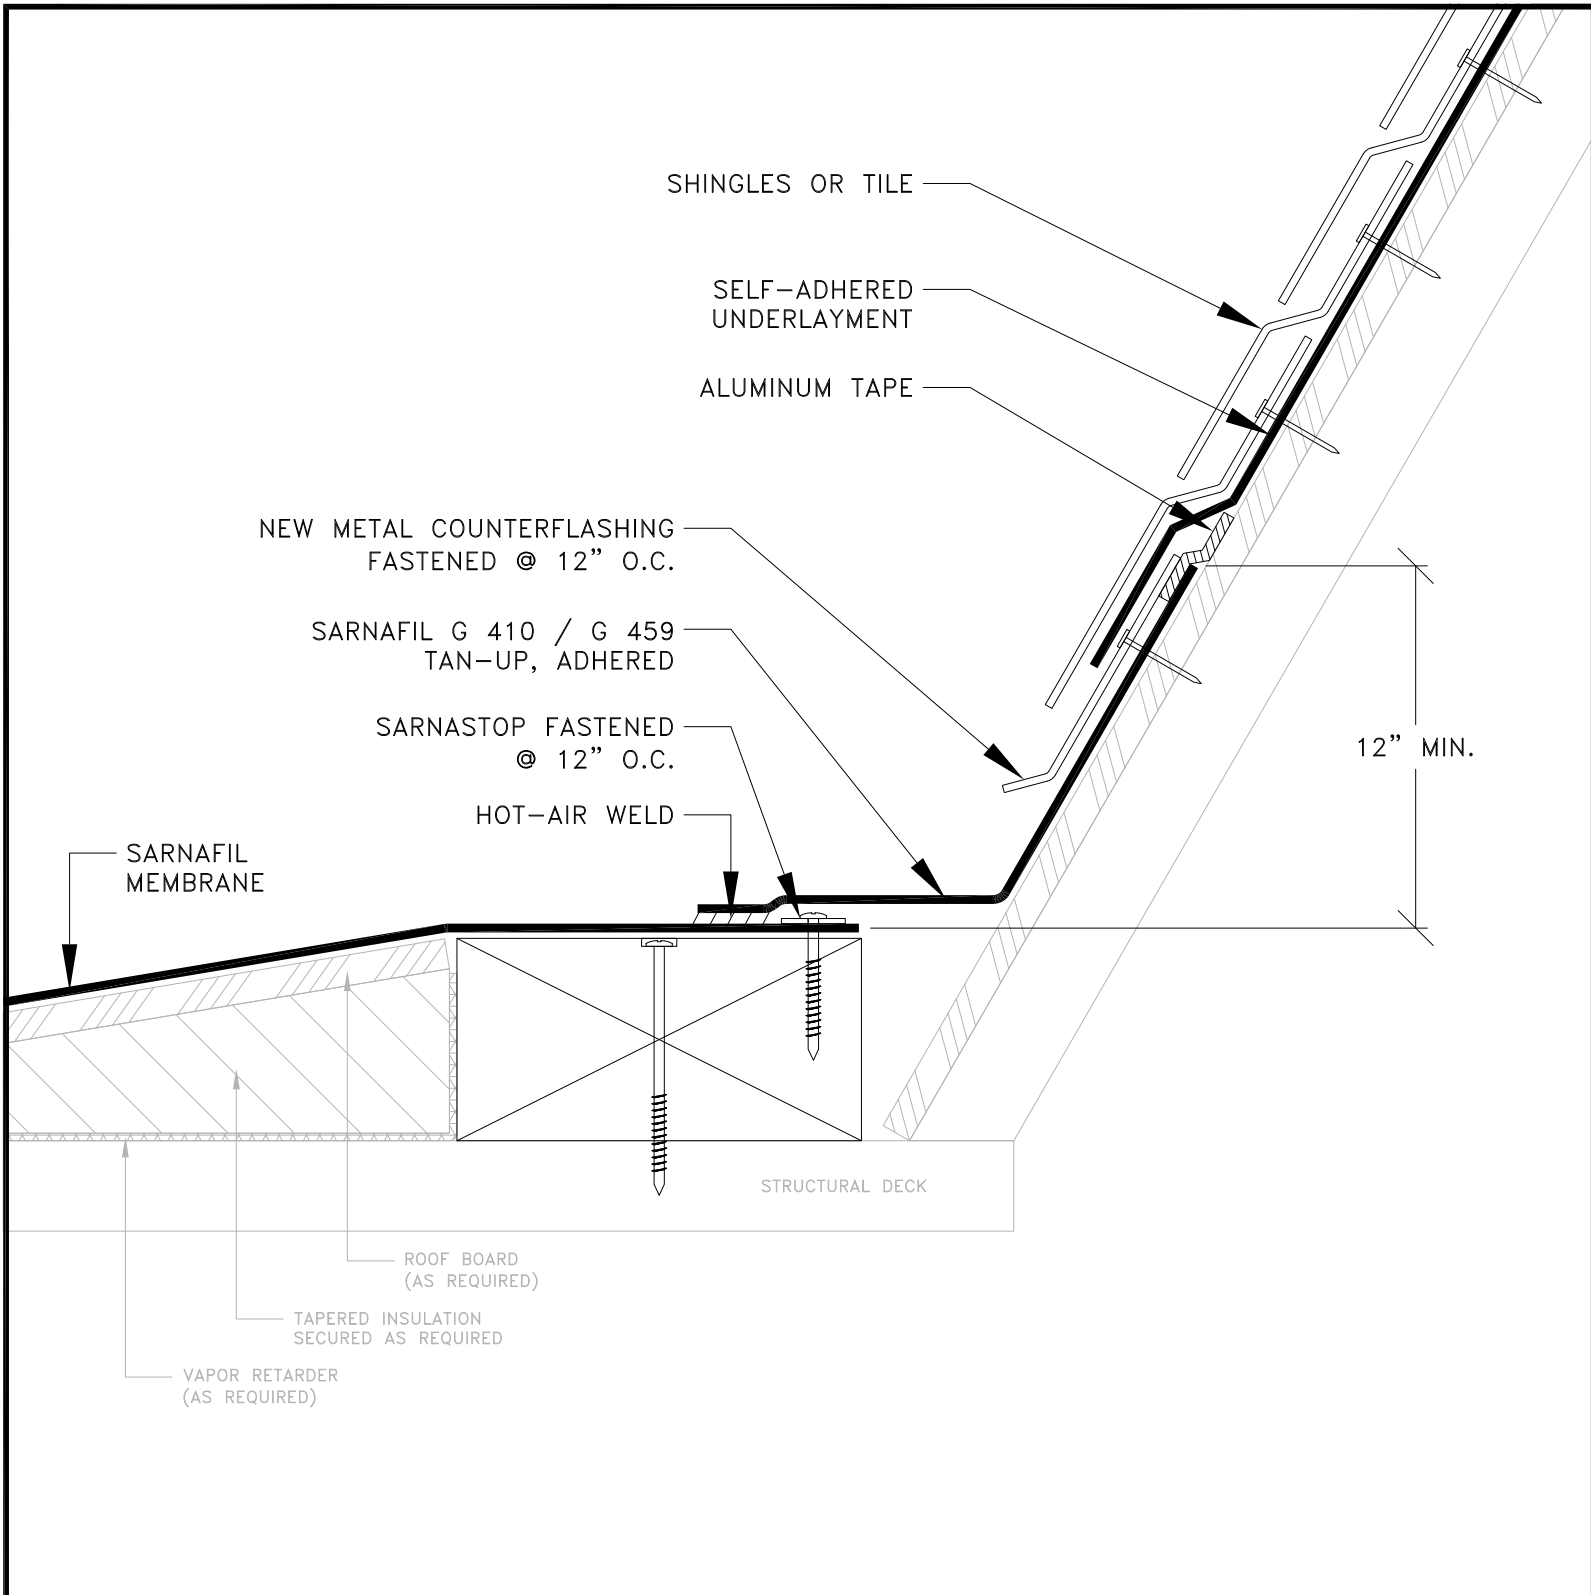 SHINGLES OR TILE
SELF-ADHERED
UNDERLAYMENT
ALUMINUM TAPE
NEW METAL COUNTERFLASHING
FASTENED @ 12" O.C.
SARNAFIL G 410 / G 459
TAN-UP, ADHERED
SARNASTOP FASTENED
@ 12" O.C.
12" MIN.
HOT-AIR WELD
SARNAFIL
MEMBRANE
STRUCTURAL DECK
ROOF BOARD
(AS REQUIRED)
TAPERED INSULATION
SECURED AS REQUIRED
VAPOR RETARDER
(AS REQUIRED)